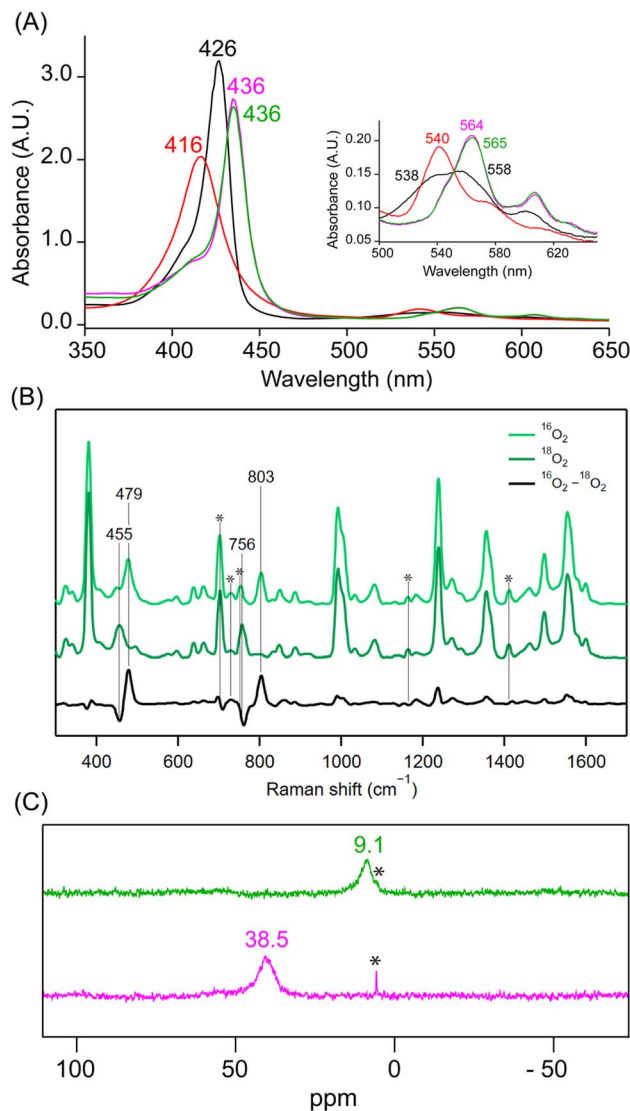 (A)
426
436
436
416
3.0
2.0
1.0
0.0
Absorbance (A.U.)
350 400 450 500 550 600 650
Wavelength (nm)
564
540
565
538
558
0.20
0.15
0.10
0.05
Absorbance (A.U.)
500 540 580 620
Wavelength (nm)
(B)
16O2
18O2
16O2 – 18O2
803
479
455
756
*
*
*
*
*
400 600 800 1000 1200 1400 1600
Raman shift (cm−1)
(C)
9.1
*
38.5
*
100 50 0 - 50
ppm